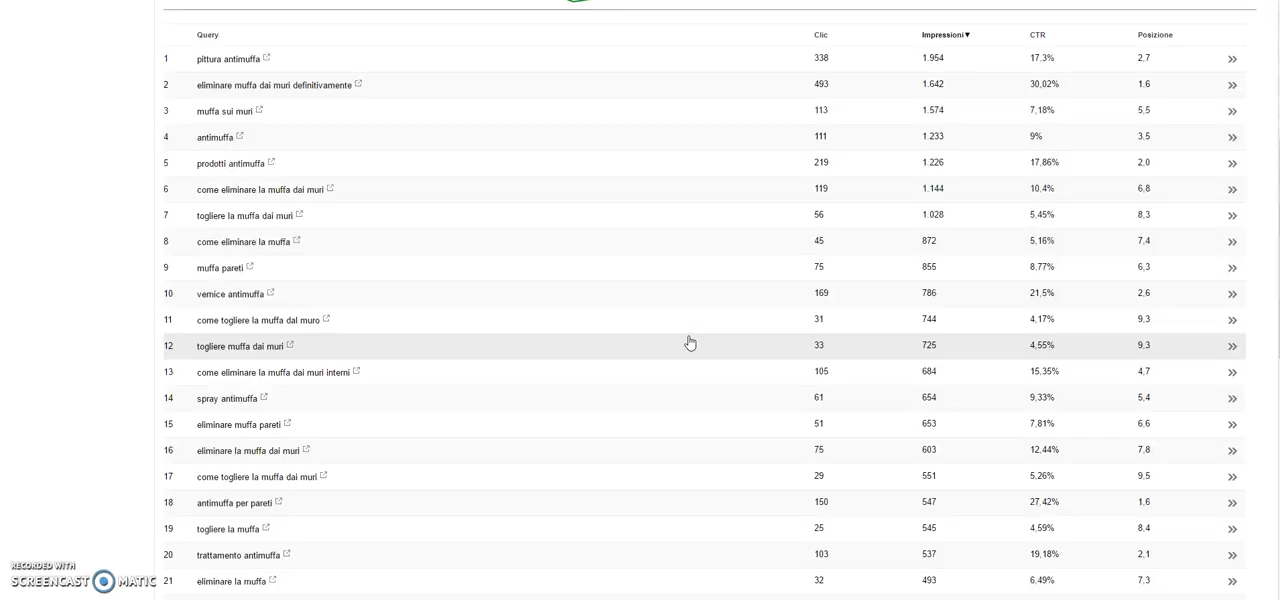 Query Clic Impressioni▼ CTR Posizione
1 pittura antimuffa 338 1.954 17,3% 2,7 »
2 eliminare muffa dai muri definitivamente 493 1.642 30,02% 1,6 »
3 muffa sui muri 113 1.574 7,18% 5,5 »
4 antimuffa 111 1.233 9% 3,5 »
5 prodotti antimuffa 219 1.226 17,86% 2,0 »
6 come eliminare la muffa dai muri 119 1.144 10,4% 6,8 »
7 togliere la muffa dai muri 56 1.028 5,45% 8,3 »
8 come eliminare la muffa 45 872 5,16% 7,4 »
9 muffa pareti 75 855 8,77% 6,3 »
10 vernice antimuffa 169 786 21,5% 2,6 »
11 come togliere la muffa dal muro 31 744 4,17% 9,3 »
12 togliere muffa dai muri 33 725 4,55% 9,3 »
13 come eliminare la muffa dai muri interni 105 684 15,35% 4,7 »
14 spray antimuffa 61 654 9,33% 5,4 »
15 eliminare muffa pareti 51 653 7,81% 6,6 »
16 eliminare la muffa dai muri 75 603 12,44% 7,8 »
17 come togliere la muffa dai muri 29 551 5,26% 9,5 »
18 antimuffa per pareti 150 547 27,42% 1,6 »
19 togliere la muffa 25 545 4,59% 8,4 »
20 trattamento antimuffa 103 537 19,18% 2,1 »
21 eliminare la muffa 32 493 6,49% 7,3 »
RECORDED WITH
SCREENCAST MATIC